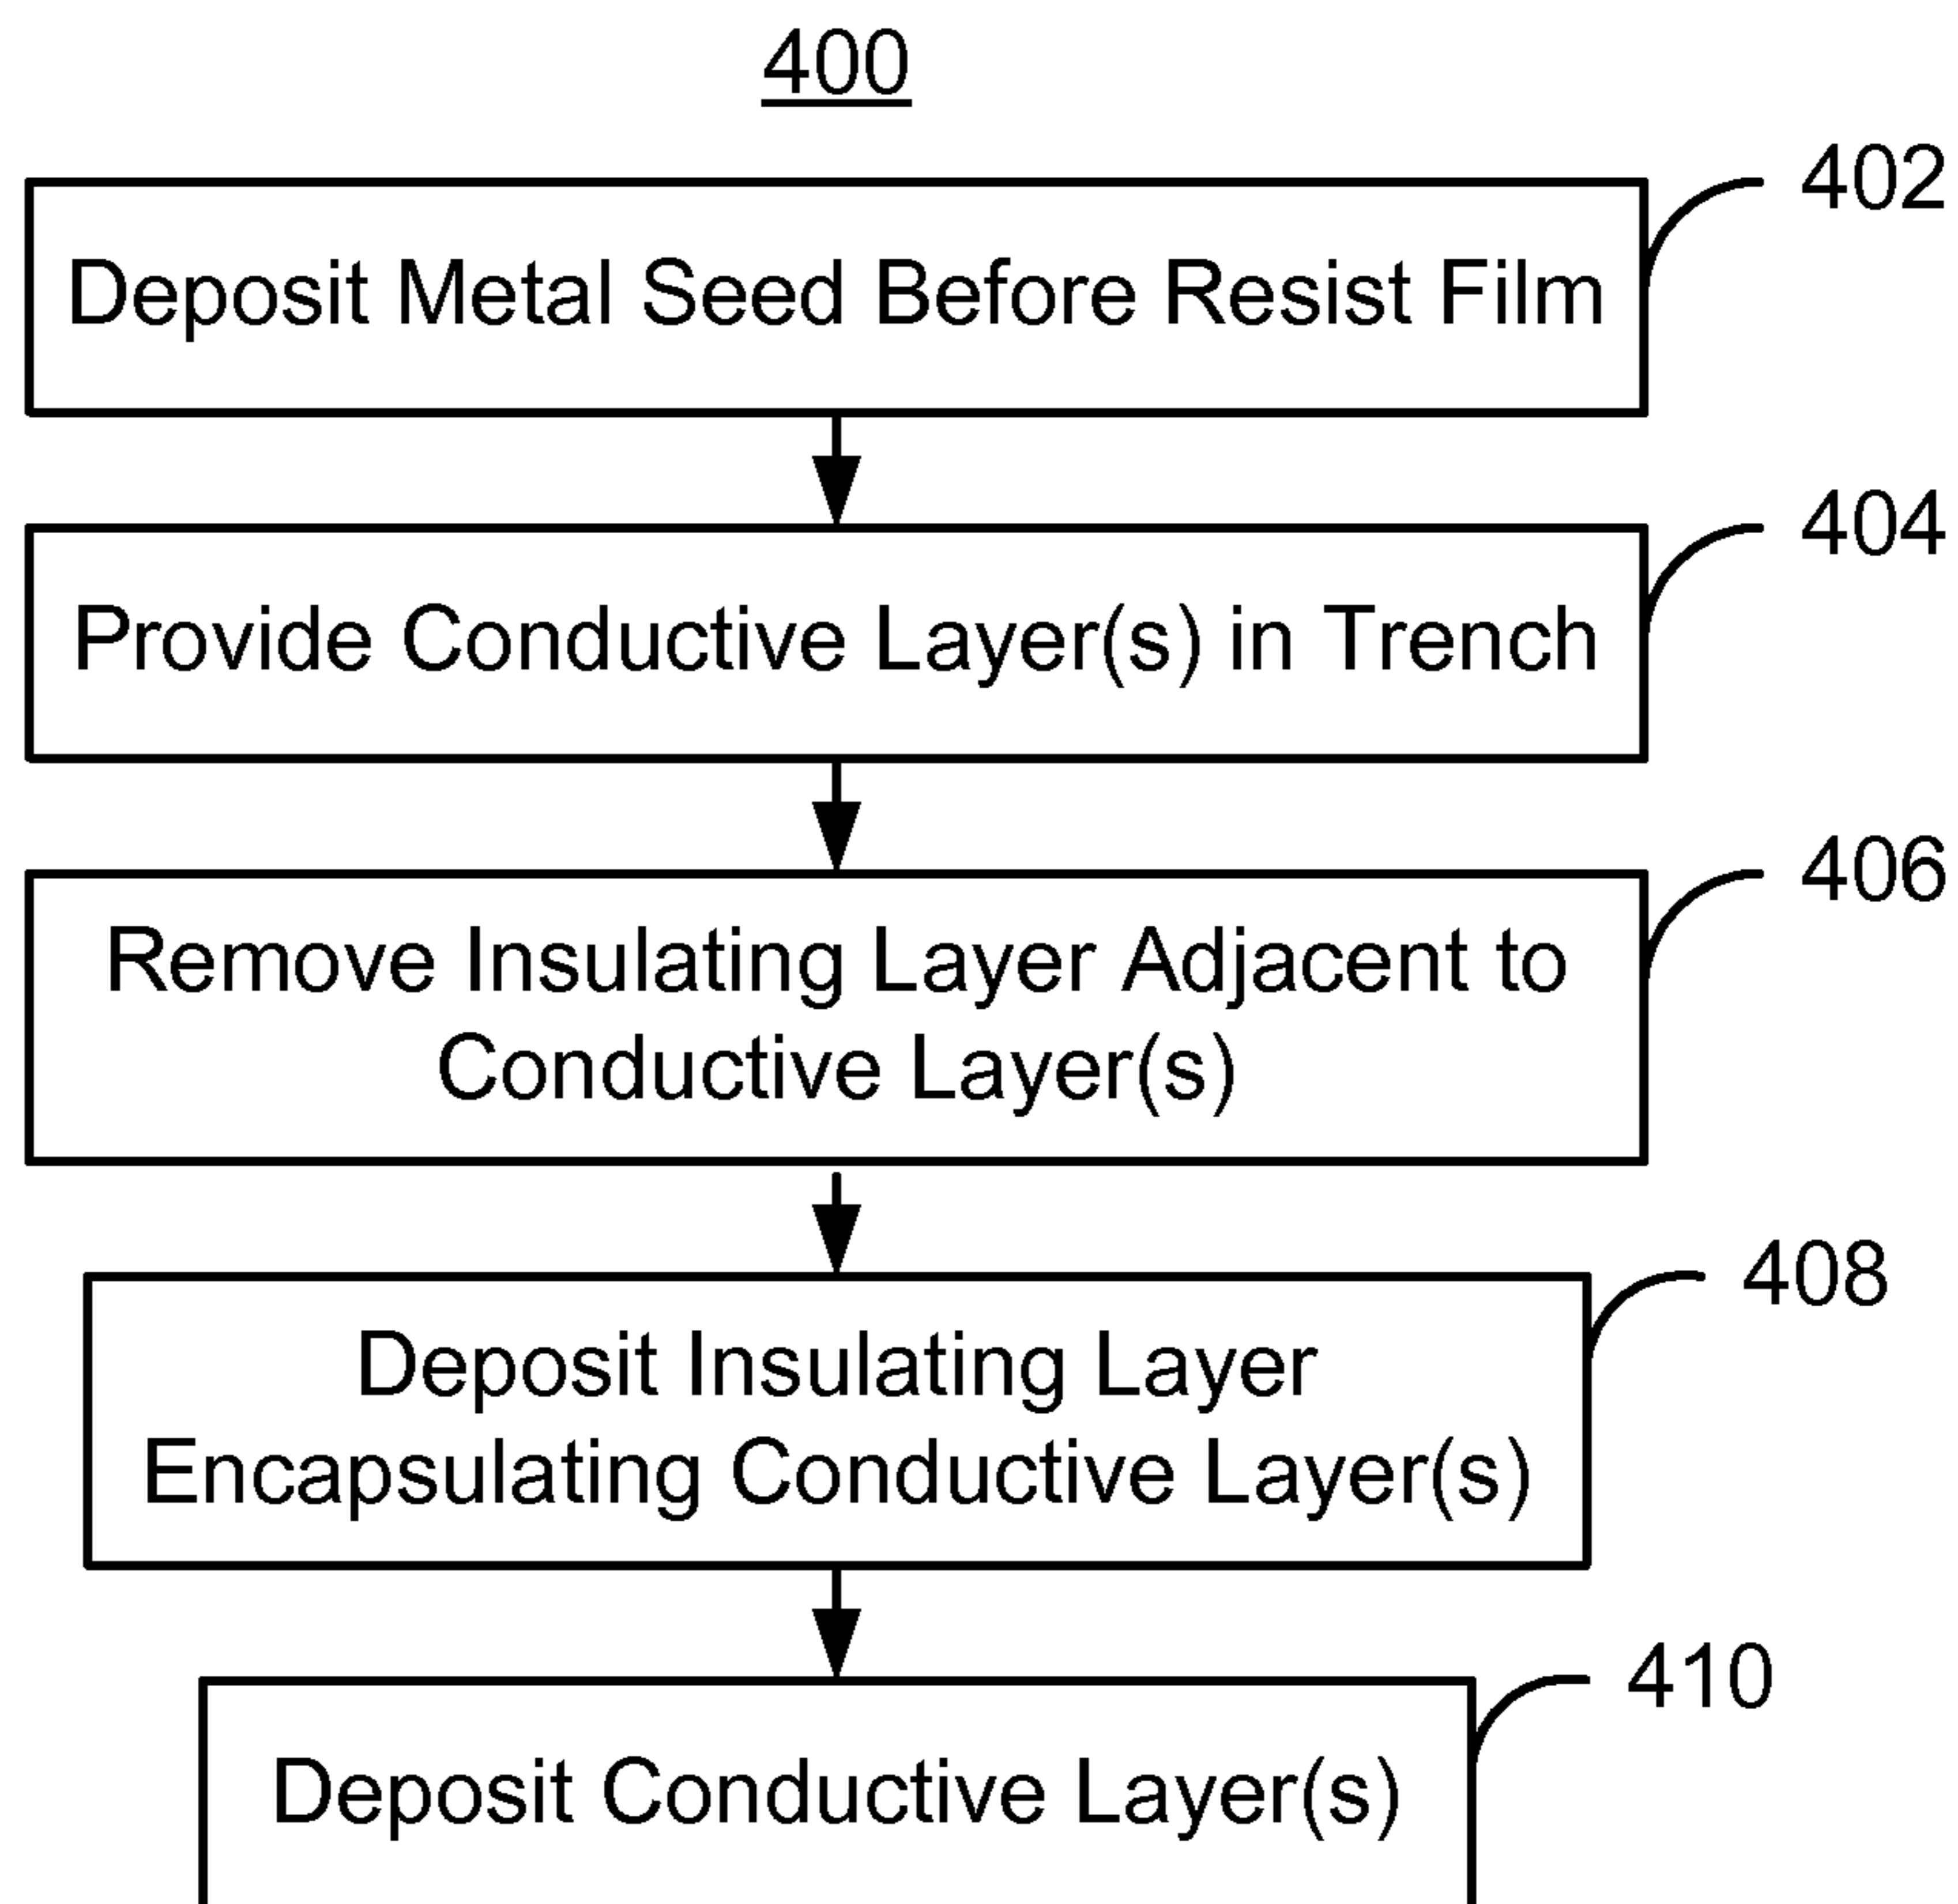 400
402
Deposit Metal Seed Before Resist Film
404
Provide Conductive Layer(s) in Trench
406
Remove Insulating Layer Adjacent to
Conductive Layer(s)
408
Deposit Insulating Layer
Encapsulating Conductive Layer(s)
410
Deposit Conductive Layer(s)